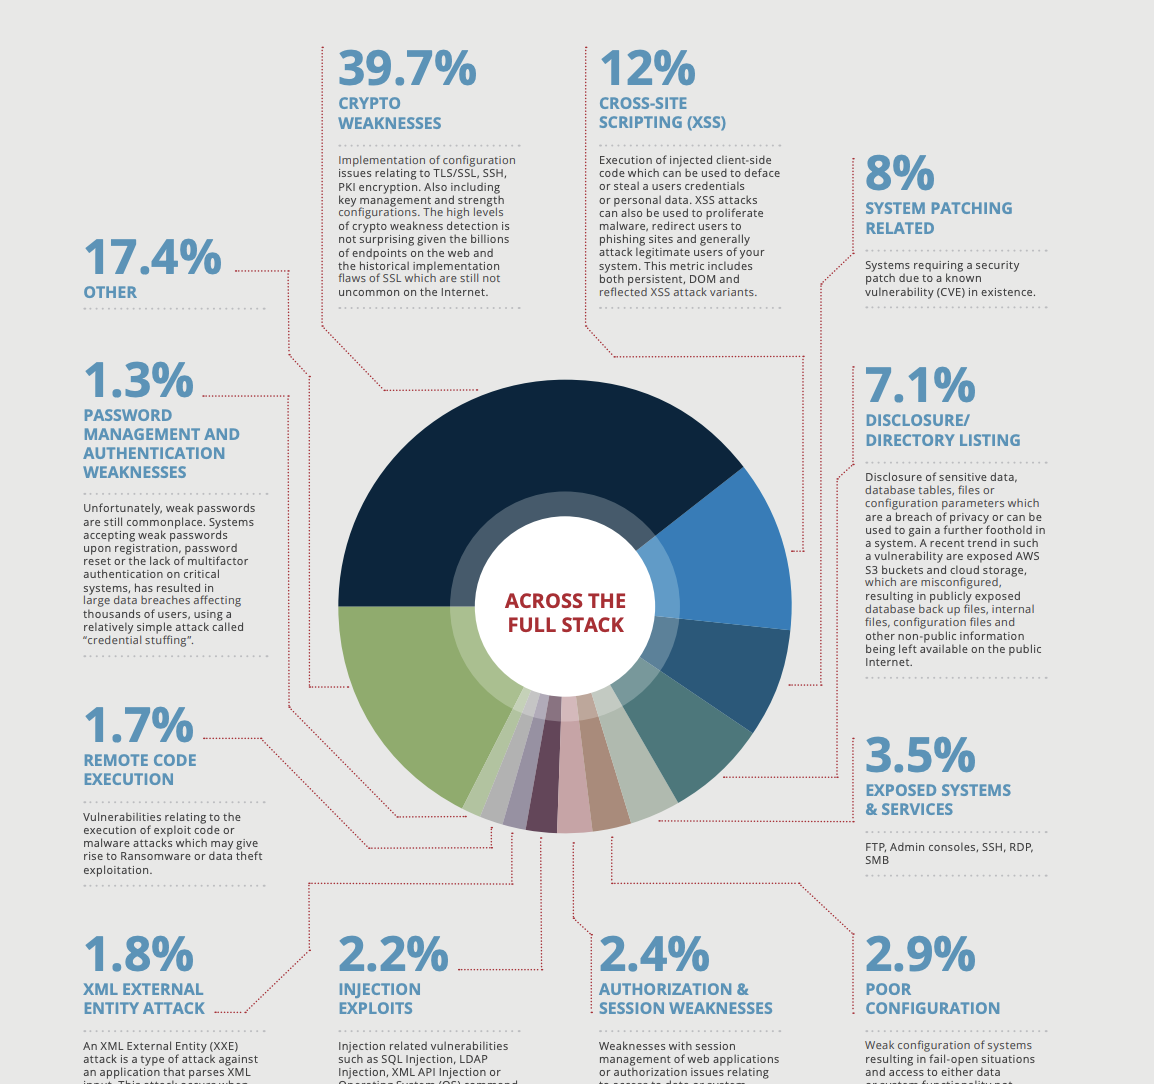 39.7%
CRYPTO
WEAKNESSES
Implementation of configuration
issues relating to TLS/SSL, SSH,
PKI encryption. Also including
key management and strength
configurations. The high levels
of crypto weakness detection is
not surprising given the billions
of endpoints on the web and
the historical implementation
flaws of SSL which are still not
uncommon on the Internet.
12%
CROSS-SITE
SCRIPTING (XSS)
Execution of injected client-side
code which can be used to deface
or steal a users credentials
or personal data. XSS attacks
can also be used to proliferate
malware, redirect users to
phishing sites and generally
attack legitimate users of your
system. This metric includes
both persistent, DOM and
reflected XSS attack variants.
8%
SYSTEM PATCHING
RELATED
Systems requiring a security
patch due to a known
vulnerability (CVE) in existence.
17.4%
OTHER
1.3%
PASSWORD
MANAGEMENT AND
AUTHENTICATION
WEAKNESSES
Unfortunately, weak passwords
are still commonplace. Systems
accepting weak passwords
upon registration, password
reset or the lack of multifactor
authentication on critical
systems, has resulted in
large data breaches affecting
thousands of users, using a
relatively simple attack called
“credential stuffing”.
7.1%
DISCLOSURE/
DIRECTORY LISTING
Disclosure of sensitive data,
database tables, files or
configuration parameters which
are a breach of privacy or can be
used to gain a further foothold in
a system. A recent trend in such
a vulnerability are exposed AWS
S3 buckets and cloud storage,
which are misconfigured,
resulting in publicly exposed
database back up files, internal
files, configuration files and
other non-public information
being left available on the public
Internet.
ACROSS THE
FULL STACK
1.7%
REMOTE CODE
EXECUTION
Vulnerabilities relating to the
execution of exploit code or
malware attacks which may give
rise to Ransomware or data theft
exploitation.
3.5%
EXPOSED SYSTEMS
& SERVICES
FTP, Admin consoles, SSH, RDP,
SMB
1.8%
XML EXTERNAL
ENTITY ATTACK
An XML External Entity (XXE)
attack is a type of attack against
an application that parses XML
input. This attack occurs when
2.2%
INJECTION
EXPLOITS
Injection related vulnerabilities
such as SQL Injection, LDAP
Injection, XML API Injection or
Operating System (OS) command
2.4%
AUTHORIZATION &
SESSION WEAKNESSES
Weaknesses with session
management of web applications
or authorization issues relating
to access to data or system
2.9%
POOR
CONFIGURATION
Weak configuration of systems
resulting in fail-open situations
and access to either data
or system functionality not